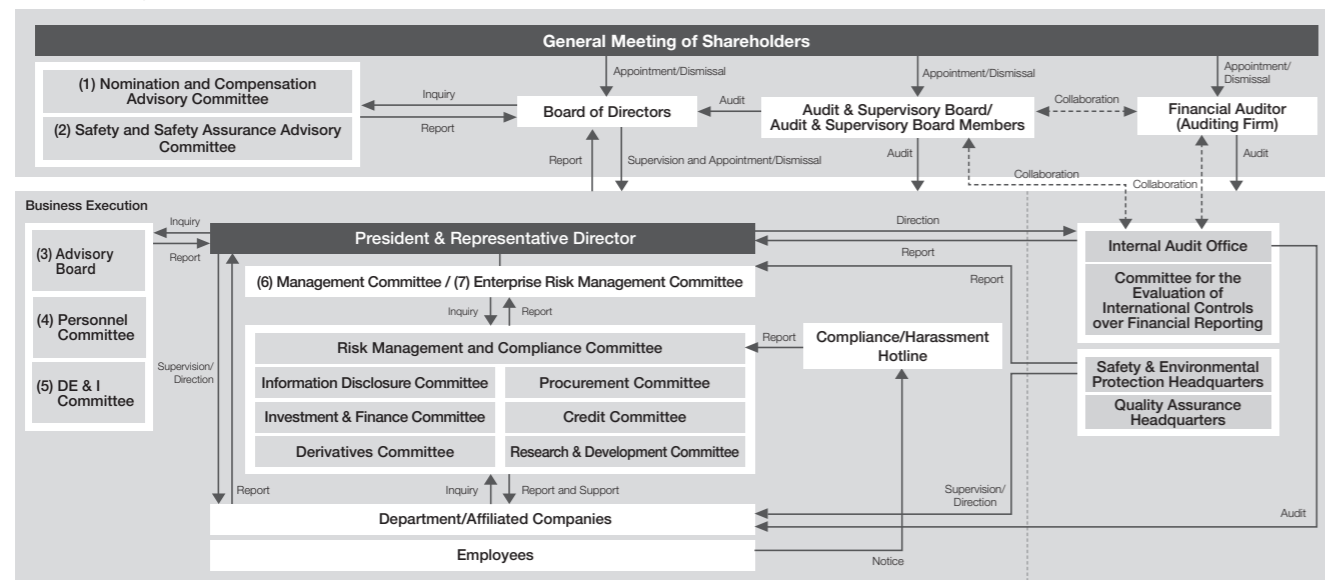 General Meeting of Shareholders
(1) Nomination and Compensation
Advisory Committee
(2) Safety and Safety Assurance Advisory
Committee
Inquiry
Report
Appointment/Dismissal
Board of Directors
Audit
Appointment/Dismissal
Audit & Supervisory Board/
Audit & Supervisory Board Members
Collaboration
Appointment/
Dismissal
Financial Auditor
(Auditing Firm)
Report
Supervision and Appointment/Dismissal
Audit
Collaboration
Collaboration
Audit
Business Execution
Inquiry
Report
(3) Advisory
Board
(4) Personnel
Committee
(5) DE & I
Committee
President & Representative Director
Direction
Report
Report
(6) Management Committee / (7) Enterprise Risk Management Committee
Inquiry
Report
Supervision/
Direction
Risk Management and Compliance Committee
Information Disclosure Committee
Procurement Committee
Investment & Finance Committee
Credit Committee
Derivatives Committee
Research & Development Committee
Report
Compliance/Harassment
Hotline
Internal Audit Office
Committee for the
Evaluation of
International Controls
over Financial Reporting
Safety & Environmental
Protection Headquarters
Quality Assurance
Headquarters
Report
Inquiry
Report and Support
Supervision/
Direction
Audit
Department/Affiliated Companies
Employees
Notice